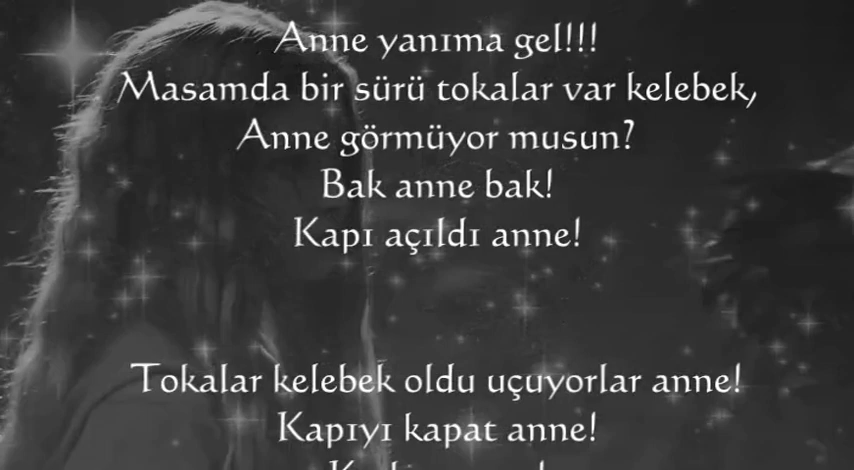 Anne yanıma gel!!!
Masamda bir sürü tokalar var kelebek,
Anne görmüyor musun?
Bak anne bak!
Kapı açıldı anne!
Tokalar kelebek oldu uçuyorlar anne!
Kapıyı kapat anne!